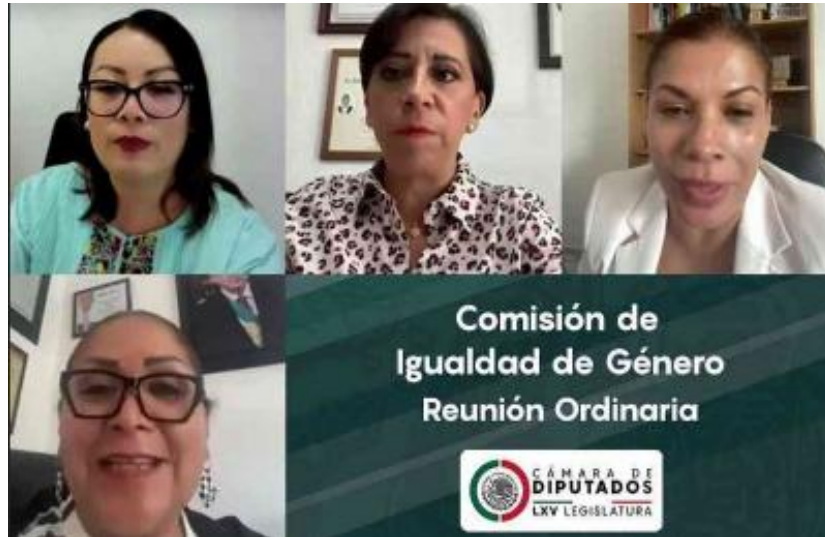 Comisión de
Igualdad de Género
Reunión Ordinaria
CÁMARA DE
DIPUTADOS
LXV LEGISLATURA